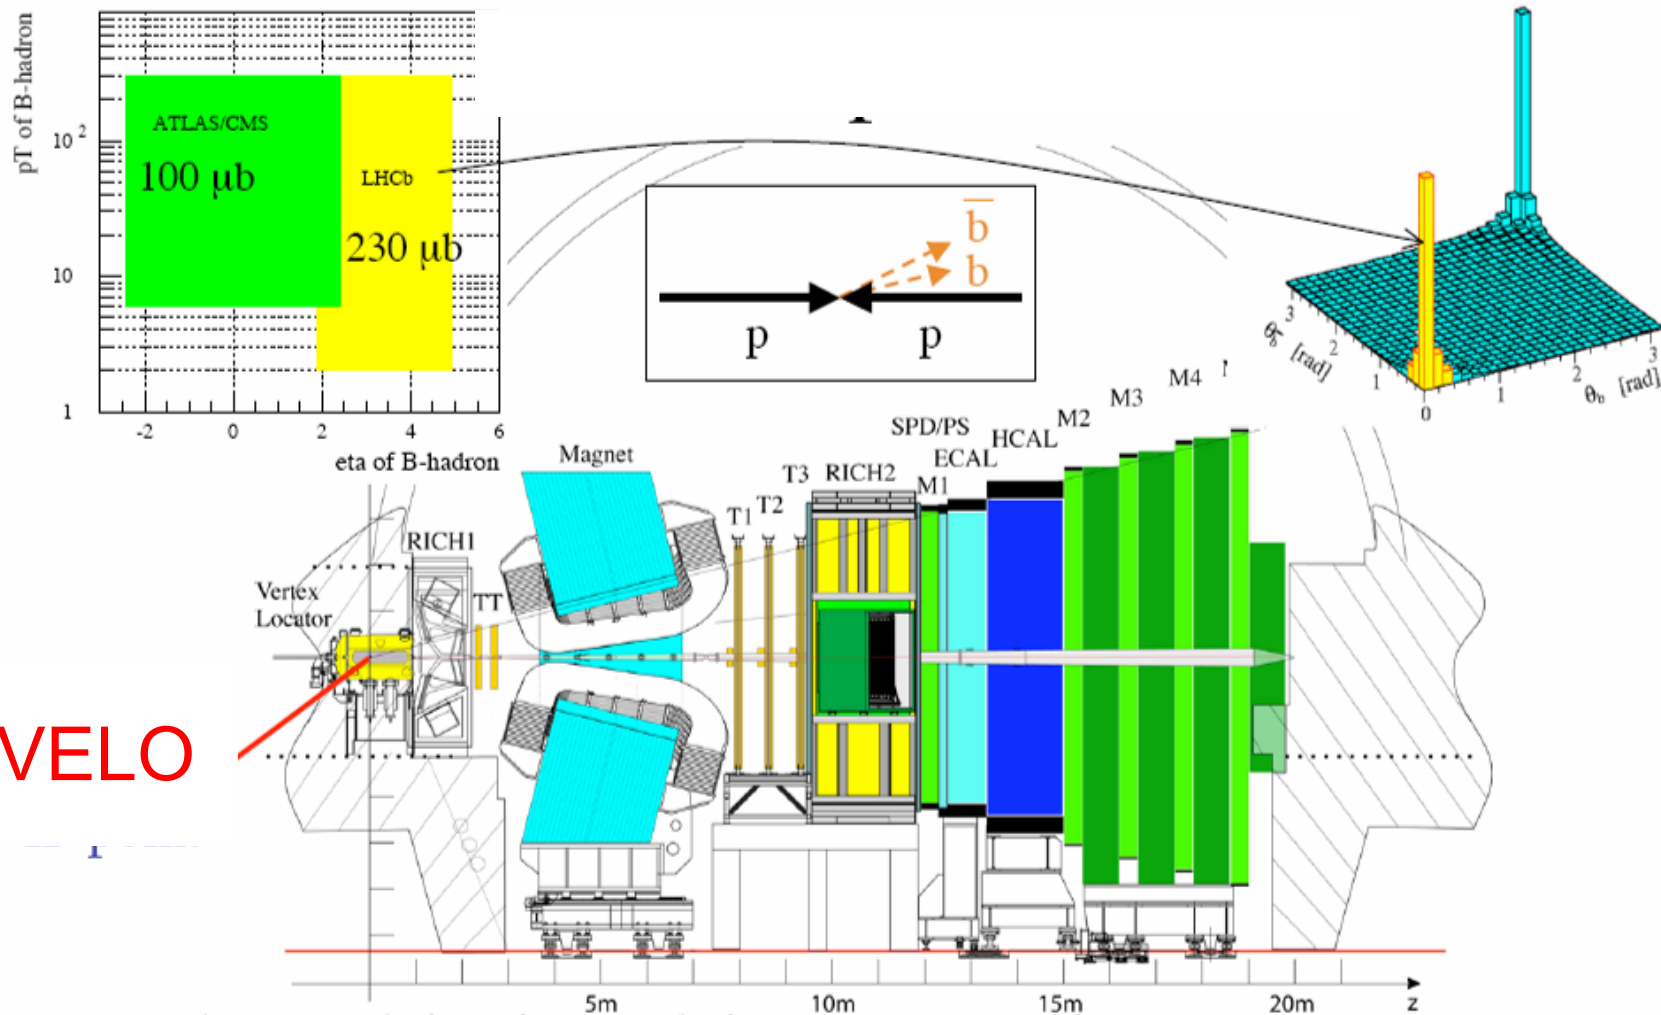 pT of B-hadron
10 2
10
1
-2 0 2 4 6
eta of B-hadron
ATLAS/CMS
100 μb
LHCb
230 μb
b
b
p p
θb [rad]
3
2
1
0
1
2
3
θb [rad]
Vertex
Locator
RICH1
TT
Magnet
T1
T2
T3
RICH2
M1
SPD/PS
ECAL
HCAL
M2
M3
M4
VELO
5m 10m 15m 20m z